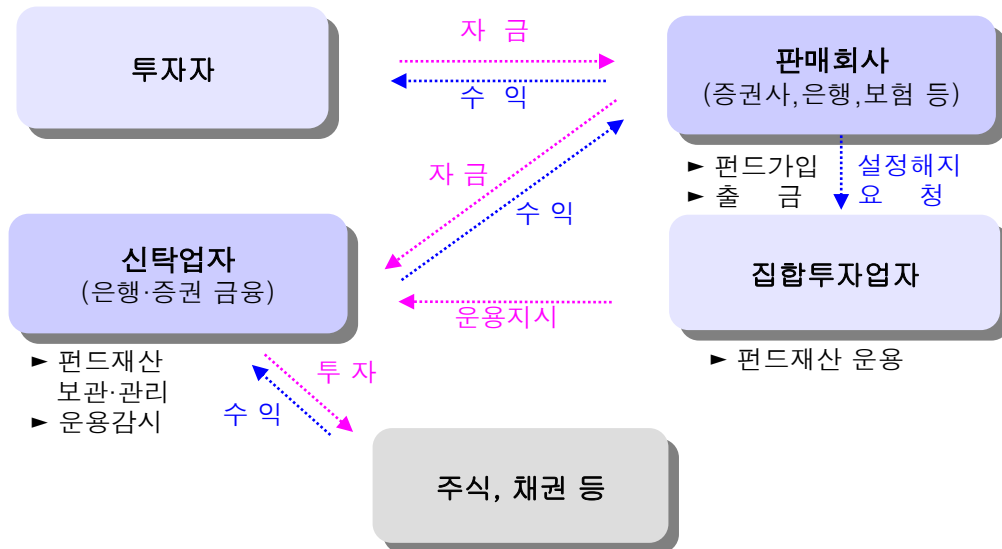 투자자
자 금
수 익
판매회사
(증권사,은행,보험 등)
► 펀드가입
► 출 금
설정해지
요 청
자 금
수 익
신탁업자
(은행·증권 금융)
집합투자업자
운용지시
► 펀드재산
보관·관리
► 운용감시
► 펀드재산 운용
투 자
수 익
주식, 채권 등